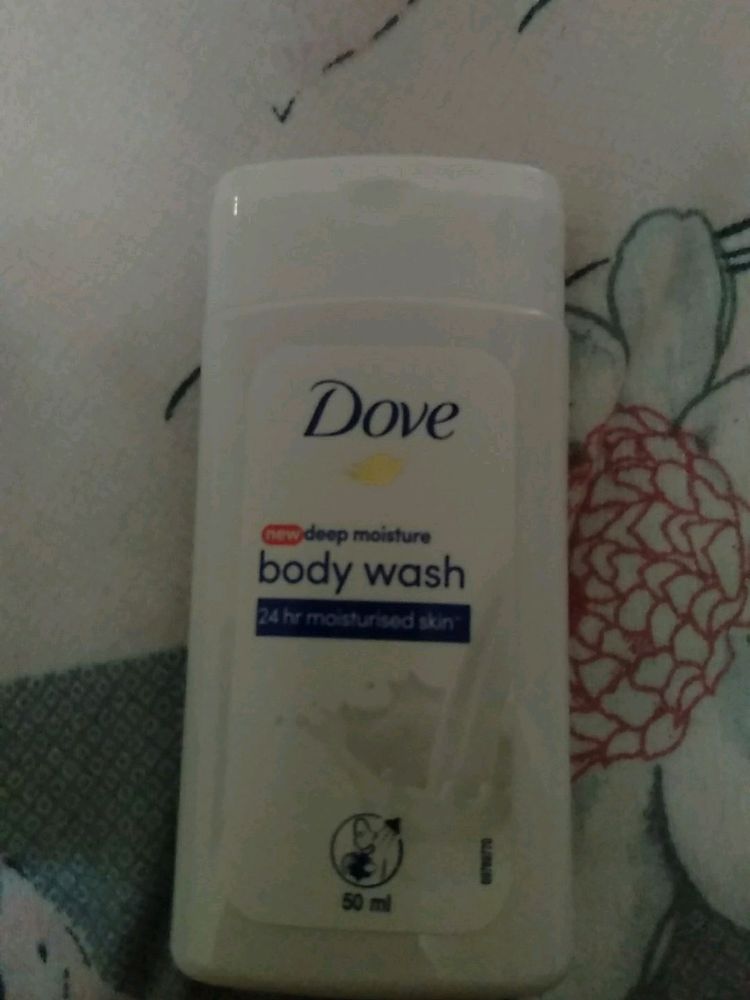 Dove
new deep moisture
body wash
24 hr moisturised skin
50 ml